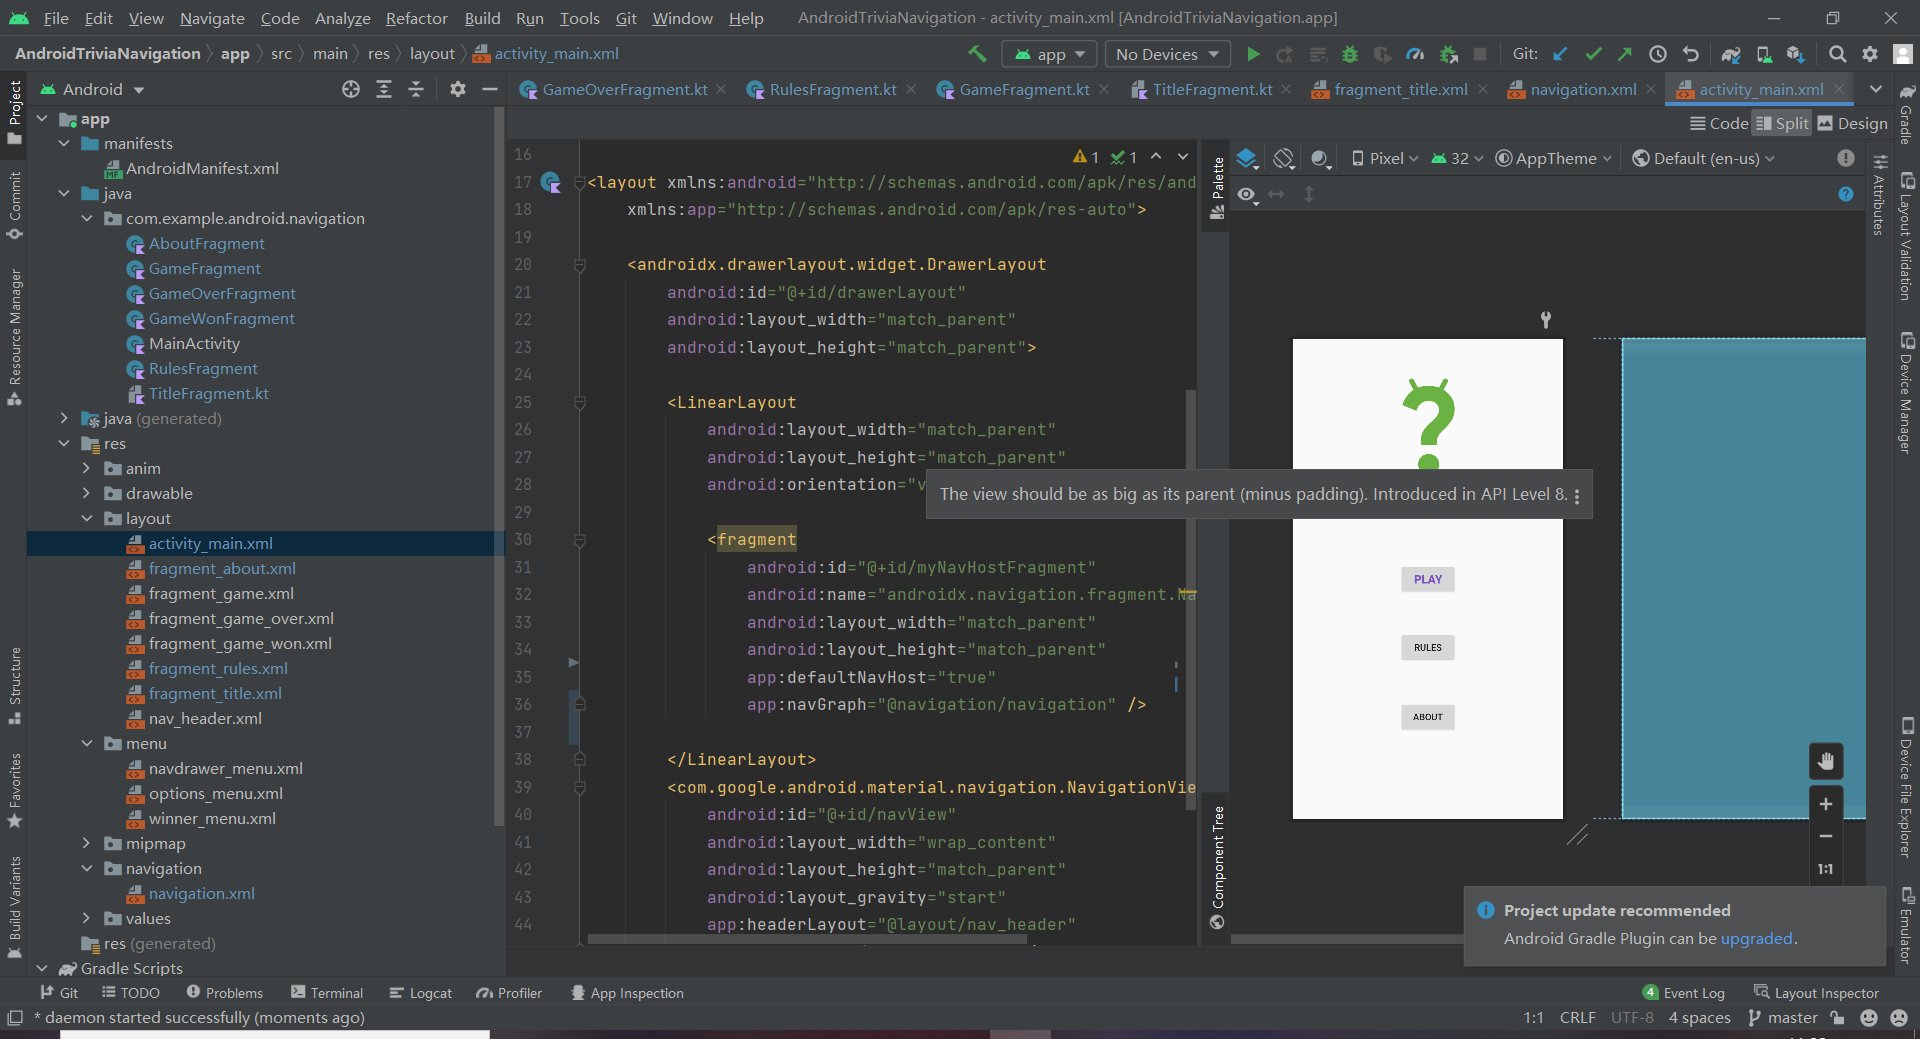 File Edit View Navigate Code Analyze Refactor Build Run Tools Git Window Help AndroidTriviaNavigation - activity_main.xml [AndroidTriviaNavigation.app]
AndroidTriviaNavigation app src main res layout activity_main.xml app No Devices Git:
Android
GameOverFragment.kt RulesFragment.kt GameFragment.kt TitleFragment.kt fragment_title.xml navigation.xml activity_main.xml
Code Split Design
Project
Commit
Resource Manager
Structure
Favorites
Build Variants
app
manifests
AndroidManifest.xml
java
com.example.android.navigation
AboutFragment
GameFragment
GameOverFragment
GameWonFragment
MainActivity
RulesFragment
TitleFragment.kt
java (generated)
res
anim
drawable
layout
activity_main.xml
fragment_about.xml
fragment_game.xml
fragment_game_over.xml
fragment_game_won.xml
fragment_rules.xml
fragment_title.xml
nav_header.xml
menu
navdrawer_menu.xml
options_menu.xml
winner_menu.xml
mipmap
navigation
navigation.xml
values
res (generated)
Gradle Scripts
1 1
16
17 <layout xmlns:android="http://schemas.android.com/apk/res/and
18 xmlns:app="http://schemas.android.com/apk/res-auto">
19
20 <androidx.drawerlayout.widget.DrawerLayout
21 android:id="@+id/drawerLayout"
22 android:layout_width="match_parent"
23 android:layout_height="match_parent">
24
25 <LinearLayout
26 android:layout_width="match_parent"
27 android:layout_height="match_parent"
28 android:orientation="v
29
30 <fragment
31 android:id="@+id/myNavHostFragment"
32 android:name="androidx.navigation.fragment.Na
33 android:layout_width="match_parent"
34 android:layout_height="match_parent"
35 app:defaultNavHost="true"
36 app:navGraph="@navigation/navigation" />
37
38 </LinearLayout>
39 <com.google.android.material.navigation.NavigationVie
40 android:id="@+id/navView"
41 android:layout_width="wrap_content"
42 android:layout_height="match_parent"
43 android:layout_gravity="start"
44 app:headerLayout="@layout/nav_header"
The view should be as big as its parent (minus padding). Introduced in API Level 8.
Palette
Component Tree
Pixel 32 AppTheme Default (en-us)
PLAY
RULES
ABOUT
1:1
Attributes
Gradle
Layout Validation
Device Manager
Device File Explorer
Emulator
Project update recommended
Android Gradle Plugin can be upgraded.
Git TODO Problems Terminal Logcat Profiler App Inspection 4 Event Log Layout Inspector
* daemon started successfully (moments ago) 1:1 CRLF UTF-8 4 spaces master